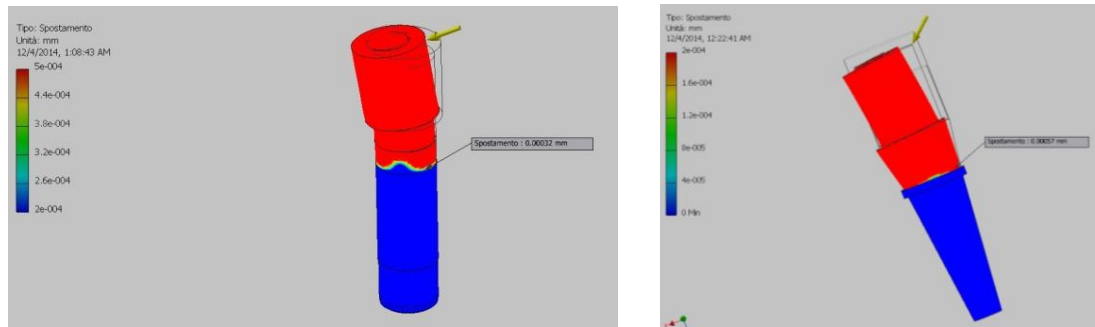 Tipo: Spostamento
Unità: mm
12/4/2014, 1:08:43 AM
5e-004
4.4e-004
3.8e-004
3.2e-004
2.6e-004
2e-004
Spostamento : 0.00032 mm
Tipo: Spostamento
Unità: mm
12/4/2014, 12:22:41 AM
2e-004
1.6e-004
1.2e-004
8e-005
4e-005
0 Min
Spostamento : 0.00057 mm